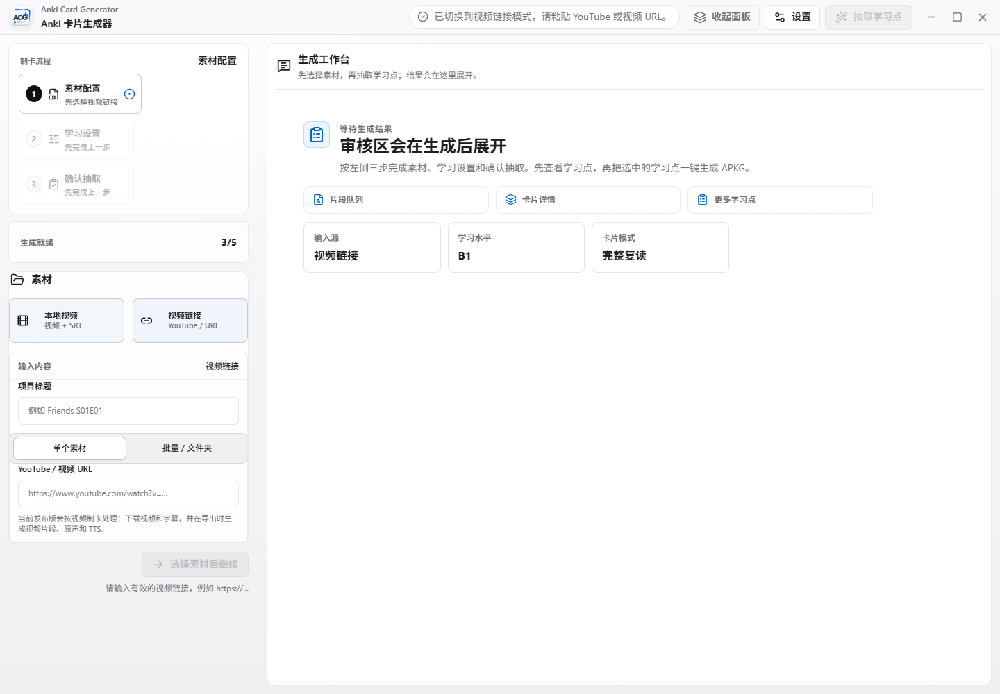 Anki Card Generator
Anki 卡片生成器
已切换到视频链接模式，请粘贴 YouTube 或视频 URL。
收起面板
设置
抽取学习点
制卡流程
素材配置
1
素材配置
先选择视频链接
2
学习设置
先完成上一步
3
确认抽取
先完成上一步
生成就绪
3/5
素材
本地视频
视频 + SRT
视频链接
YouTube / URL
输入内容
视频链接
项目标题
例如 Friends S01E01
单个素材
批量 / 文件夹
YouTube / 视频 URL
https://www.youtube.com/watch?v=...
当前发布版会按视频制卡处理：下载视频和字幕，并在导出时生
成视频片段、原声和 TTS。
选择素材后继续
请输入有效的视频链接，例如 https://...
生成工作台
先选择素材，再抽取学习点；结果会在这里展开。
等待生成结果
审核区会在生成后展开
按左侧三步完成素材、学习设置和确认抽取。先查看学习点，再把选中的学习点一键生成 APKG。
片段队列
卡片详情
更多学习点
输入源
视频链接
学习水平
B1
卡片模式
完整复读
ACG